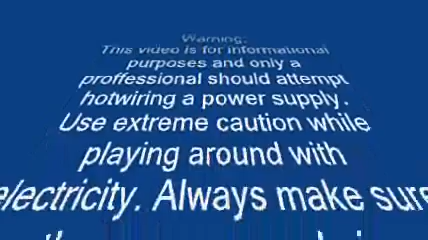 Warning:
This video is for informational
purposes and only a
proffessional should attempt
hotwiring a power supply.
Use extreme caution while
playing around with
electricity. Always make sure